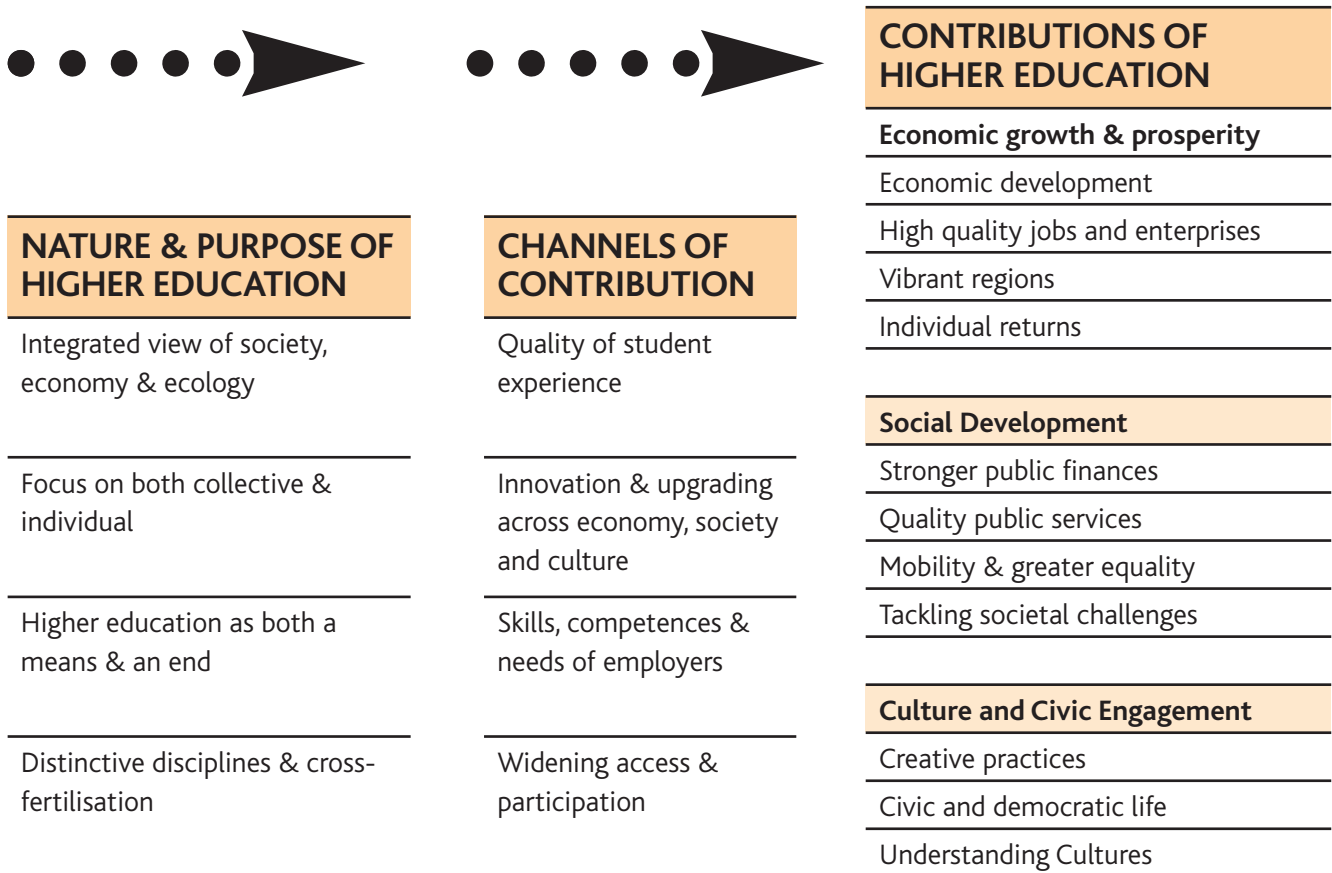 NATURE & PURPOSE OF
HIGHER EDUCATION
Integrated view of society,
economy & ecology
Focus on both collective &
individual
Higher education as both a
means & an end
Distinctive disciplines & cross-
fertilisation
CHANNELS OF
CONTRIBUTION
Quality of student
experience
Innovation & upgrading
across economy, society
and culture
Skills, competences &
needs of employers
Widening access &
participation
CONTRIBUTIONS OF
HIGHER EDUCATION
Economic growth & prosperity
Economic development
High quality jobs and enterprises
Vibrant regions
Individual returns
Social Development
Stronger public finances
Quality public services
Mobility & greater equality
Tackling societal challenges
Culture and Civic Engagement
Creative practices
Civic and democratic life
Understanding Cultures